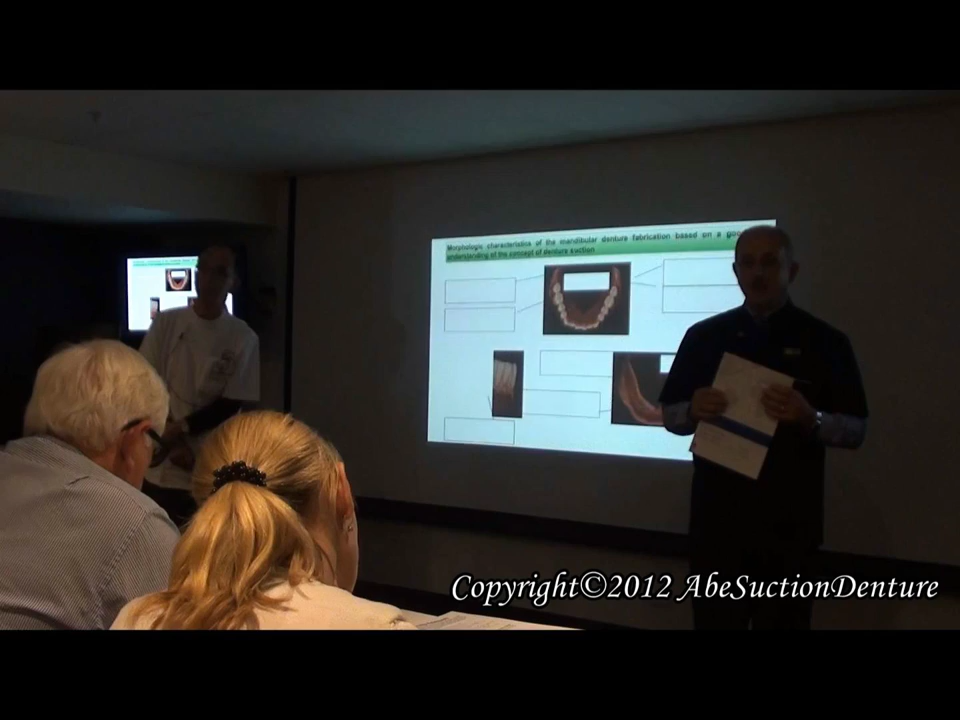 Morphologic characteristics of the mandibular denture fabrication based on a
understanding of the concept of denture suction
Copyright©2012 AbeSuctionDenture